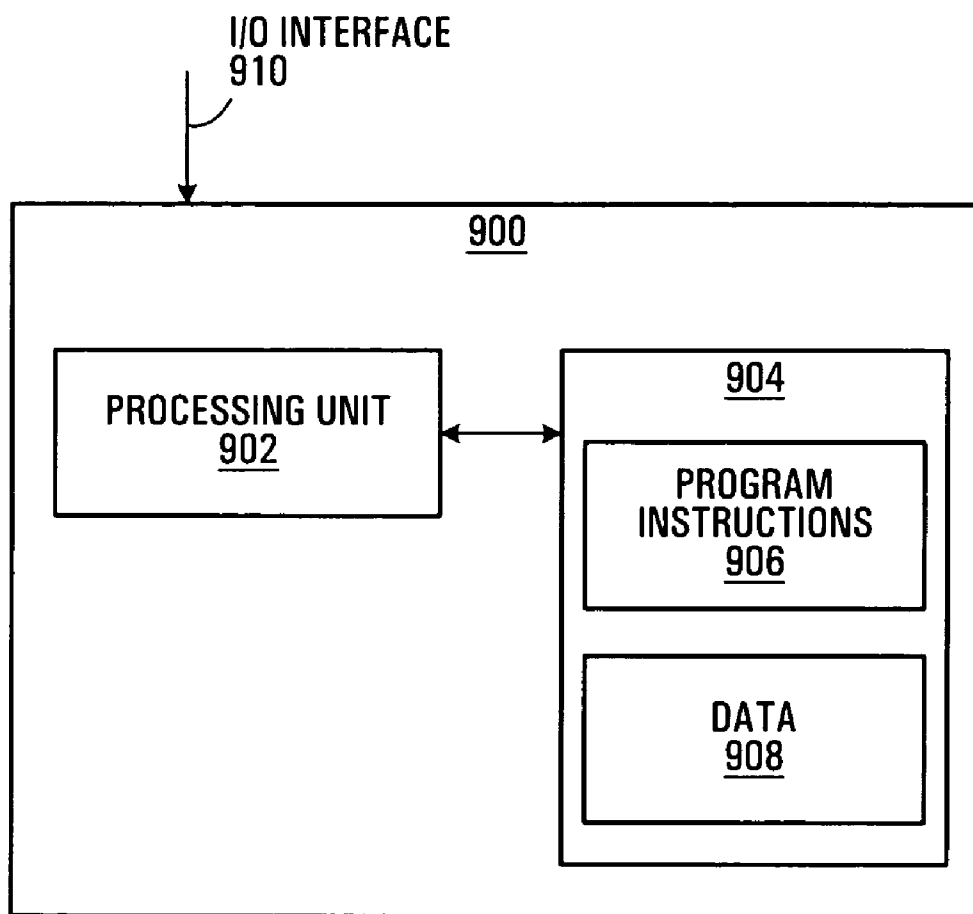 I/O INTERFACE
910
900
PROCESSING UNIT
902
904
PROGRAM
INSTRUCTIONS
906
DATA
908